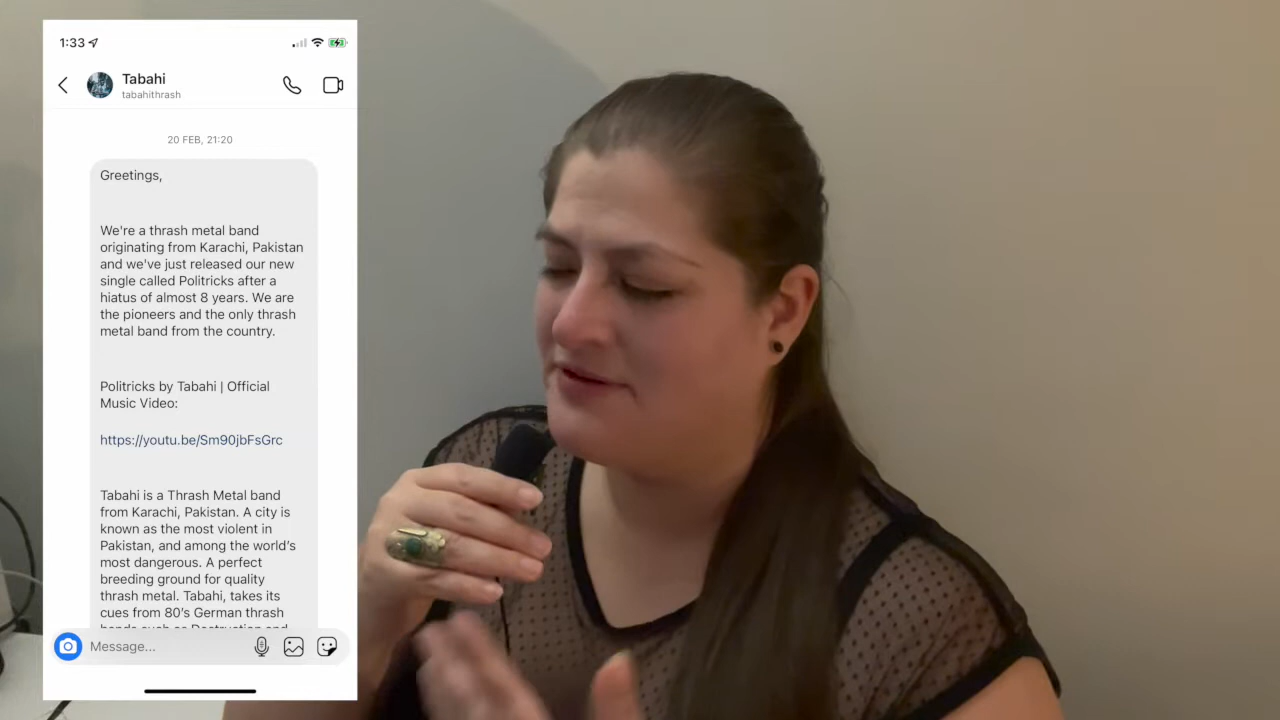 1:33
Tabahi
tabahithrash
20 FEB, 21:20
Greetings,
We're a thrash metal band
originating from Karachi, Pakistan
and we've just released our new
single called Politricks after a
hiatus of almost 8 years. We are
the pioneers and the only thrash
metal band from the country.
Politricks by Tabahi | Official
Music Video:
https://youtu.be/Sm90jbFsGrc
Tabahi is a Thrash Metal band
from Karachi, Pakistan. A city is
known as the most violent in
Pakistan, and among the world's
most dangerous. A perfect
breeding ground for quality
thrash metal. Tabahi, takes its
cues from 80's German thrash
bands such as Destruction and
Message...